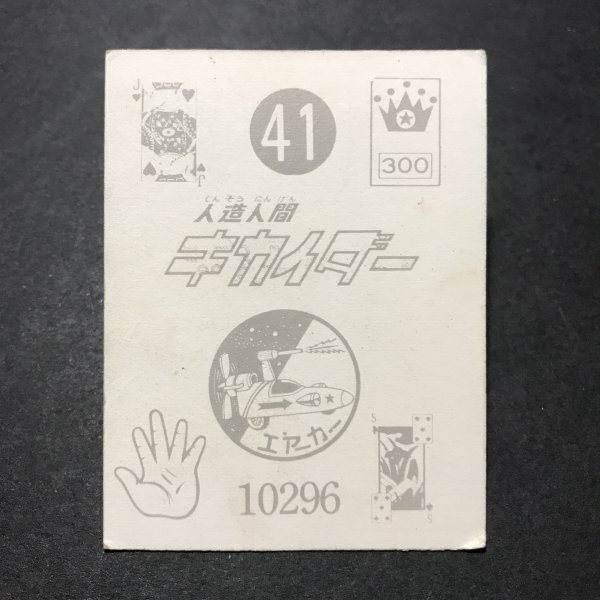 J
41
300
J
じん ぞう にん げん
人造人間
キカイダー
エアーカー
S
10296
S